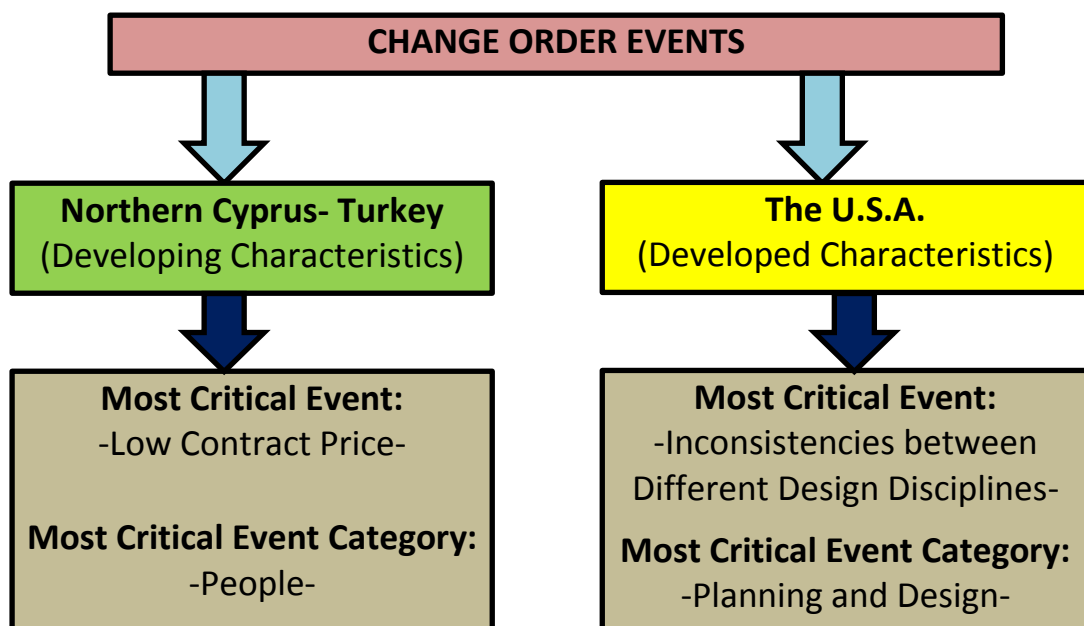 CHANGE ORDER EVENTS
Northern Cyprus- Turkey
(Developing Characteristics)
The U.S.A.
(Developed Characteristics)
Most Critical Event:
-Low Contract Price-
Most Critical Event Category:
-People-
Most Critical Event:
-Inconsistencies between
Different Design Disciplines-
Most Critical Event Category:
-Planning and Design-